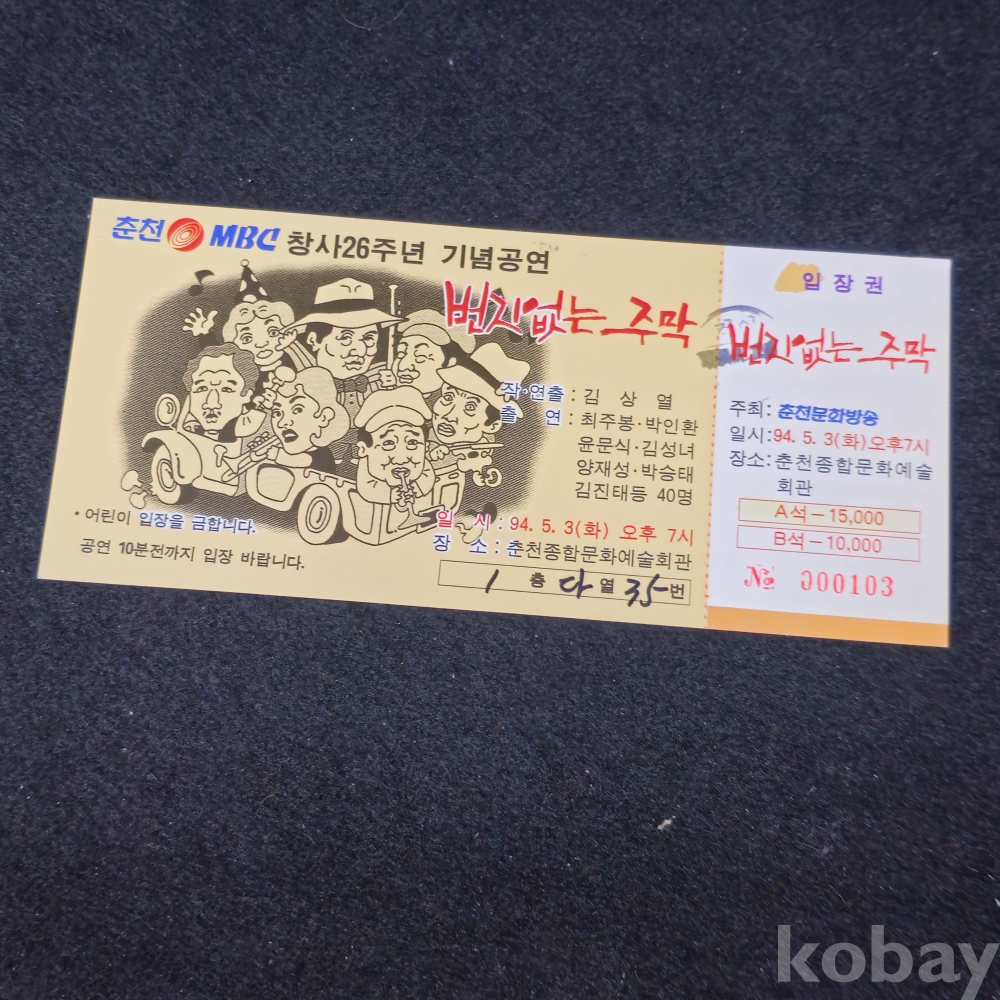 춘천 MBC 창사26주년 기념공연
번지없는 주막
작·연출 : 김 상 열
출 연 : 최주봉·박인환
윤문식·김성녀
양재성·박승태
김진태등 40명
일 시 : 94. 5. 3(화) 오후 7시
장 소 : 춘천종합문화예술회관
• 어린이 입장을 금합니다.
공연 10분전까지 입장 바랍니다.
1 층 다 열 35 번
입 장 권
번지없는 주막
주최: 춘천문화방송
일시:94. 5. 3(화)오후7시
장소:춘천종합문화예술
회관
A석-15,000
B석-10,000
№ 000103
kobay